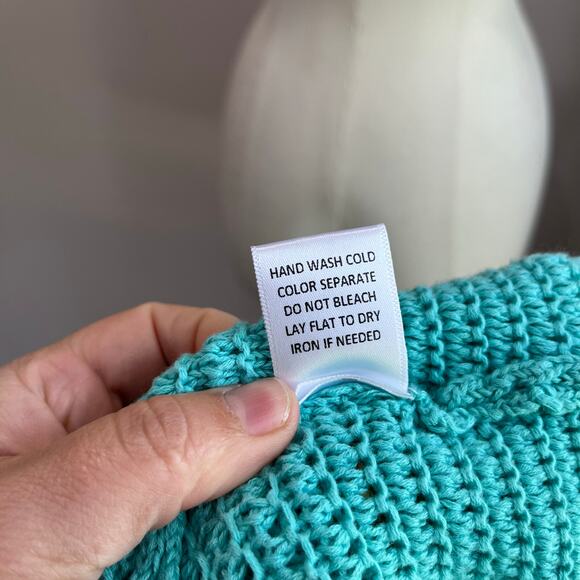 HAND WASH COLD
COLOR SEPARATE
DO NOT BLEACH
LAY FLAT TO DRY
IRON IF NEEDED